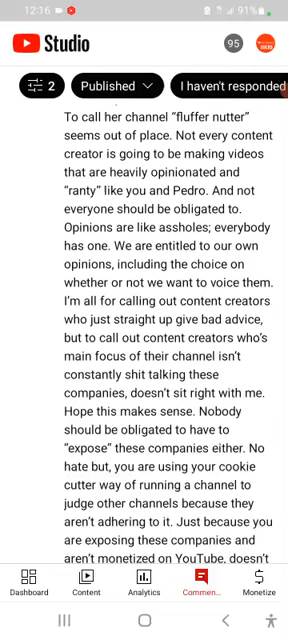 12:16
91%
Studio
95
2
Published
I haven't responded
To call her channel “fluffer nutter”
seems out of place. Not every content
creator is going to be making videos
that are heavily opinionated and
“ranty” like you and Pedro. And not
everyone should be obligated to.
Opinions are like assholes; everybody
has one. We are entitled to our own
opinions, including the choice on
whether or not we want to voice them.
I’m all for calling out content creators
who just straight up give bad advice,
but to call out content creators who’s
main focus of their channel isn’t
constantly shit talking these
companies, doesn’t sit right with me.
Hope this makes sense. Nobody
should be obligated to have to
“expose” these companies either. No
hate but, you are using your cookie
cutter way of running a channel to
judge other channels because they
aren’t adhering to it. Just because you
are exposing these companies and
aren’t monetized on YouTube, doesn’t
Dashboard
Content
Analytics
Commen...
Monetize